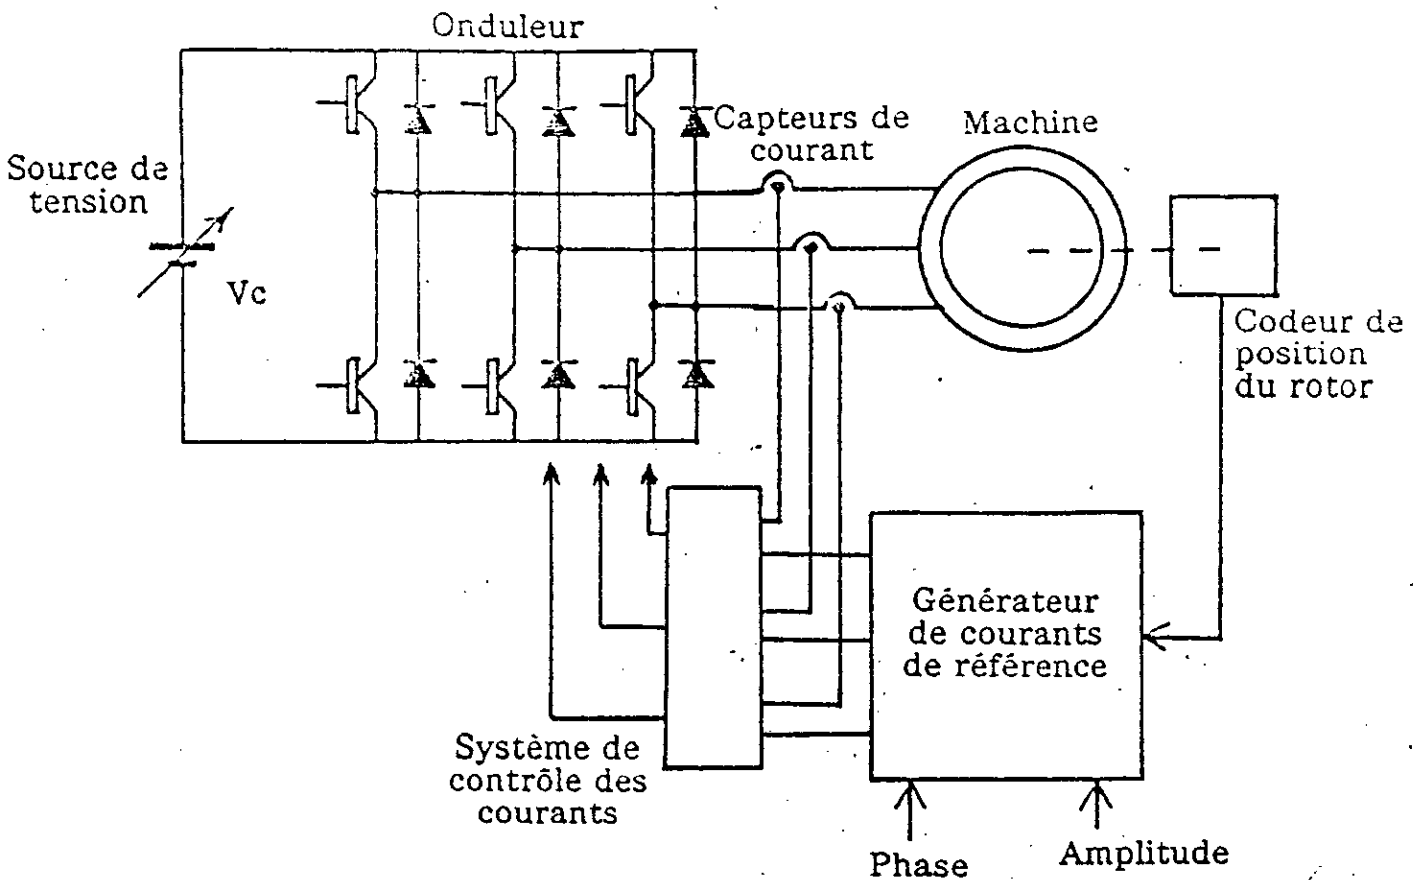 Onduleur
Capteurs de
courant
Machine
Source de
tension
Vc
Codeur de
position
du rotor
Générateur
de courants
de référence
Système de
contrôle des
courants
Phase
Amplitude